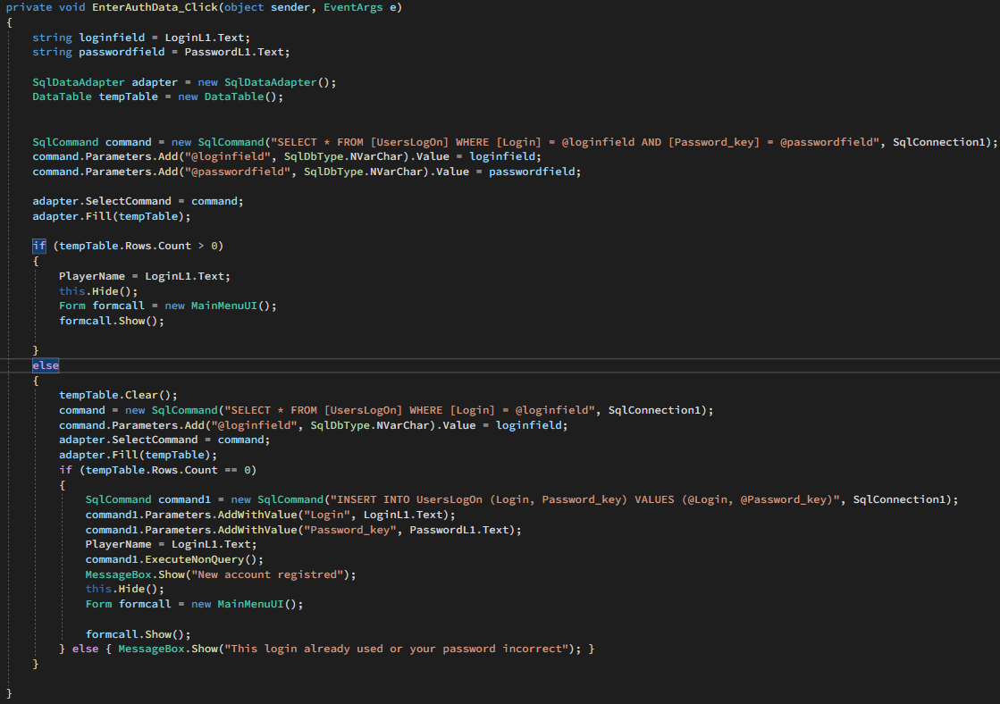 private void EnterAuthData_Click(object sender, EventArgs e)
{
string loginfield = LoginL1.Text;
string passwordfield = PasswordL1.Text;
SqlDataAdapter adapter = new SqlDataAdapter();
DataTable tempTable = new DataTable();
SqlCommand command = new SqlCommand("SELECT * FROM [UsersLogOn] WHERE [Login] = @loginfield AND [Password_key] = @passwordfield", SqlConnection1);
command.Parameters.Add("@loginfield", SqlDbType.NVarChar).Value = loginfield;
command.Parameters.Add("@passwordfield", SqlDbType.NVarChar).Value = passwordfield;
adapter.SelectCommand = command;
adapter.Fill(tempTable);
if (tempTable.Rows.Count > 0)
{
PlayerName = LoginL1.Text;
this.Hide();
Form formcall = new MainMenuUI();
formcall.Show();
}
else
{
tempTable.Clear();
command = new SqlCommand("SELECT * FROM [UsersLogOn] WHERE [Login] = @loginfield", SqlConnection1);
command.Parameters.Add("@loginfield", SqlDbType.NVarChar).Value = loginfield;
adapter.SelectCommand = command;
adapter.Fill(tempTable);
if (tempTable.Rows.Count == 0)
{
SqlCommand command1 = new SqlCommand("INSERT INTO UsersLogOn (Login, Password_key) VALUES (@Login, @Password_key)", SqlConnection1);
command1.Parameters.AddWithValue("Login", LoginL1.Text);
command1.Parameters.AddWithValue("Password_key", PasswordL1.Text);
PlayerName = LoginL1.Text;
command1.ExecuteNonQuery();
MessageBox.Show("New account registred");
this.Hide();
Form formcall = new MainMenuUI();
formcall.Show();
} else { MessageBox.Show("This login already used or your password incorrect"); }
}
}